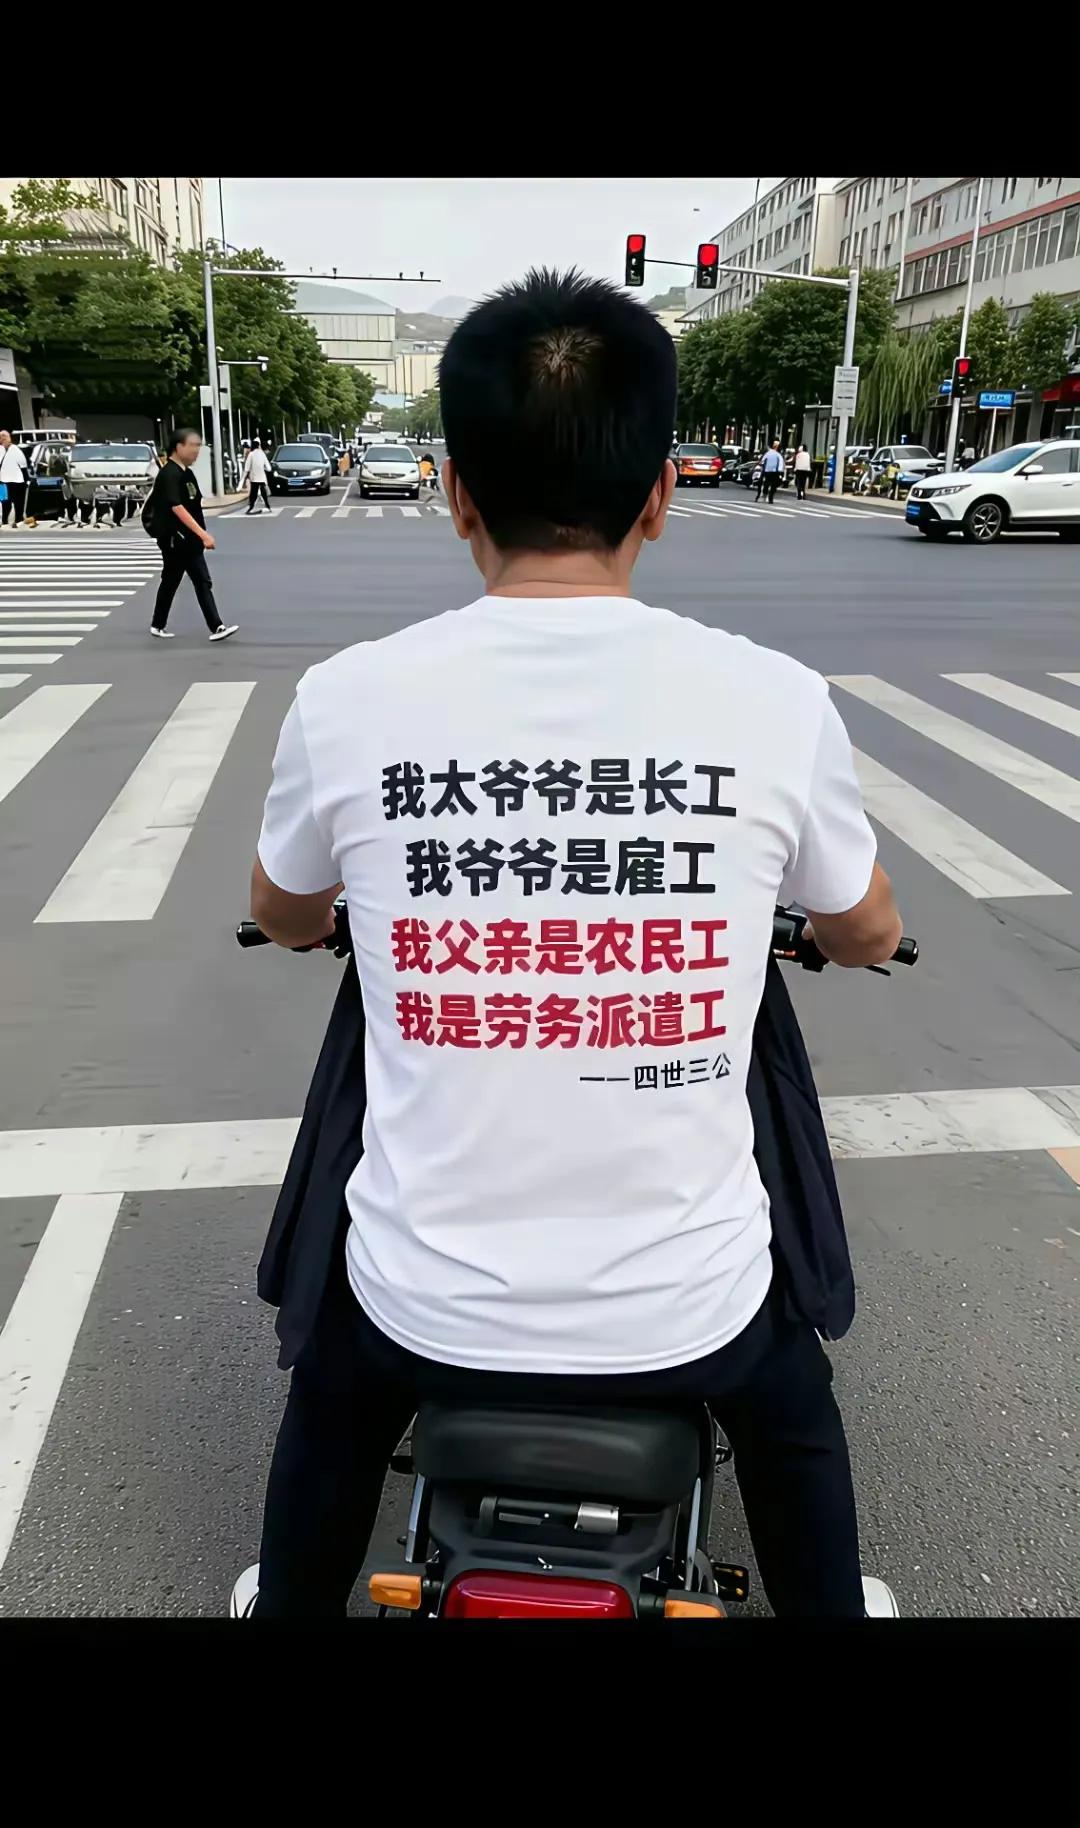 我太爷爷是长工
我爷爷是雇工
我父亲是农民工
我是劳务派遣工
——四世三公